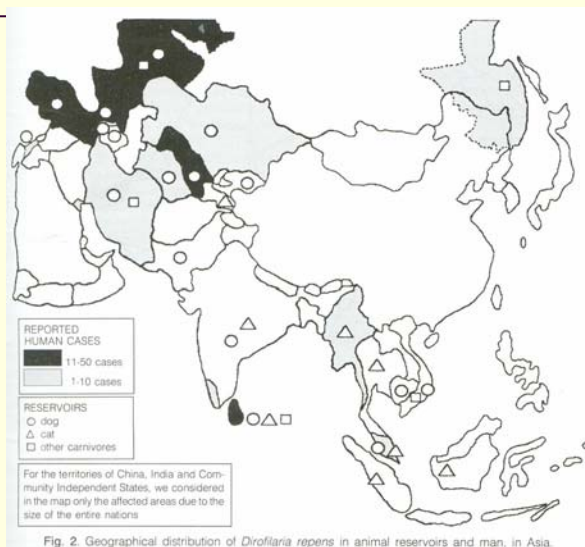 REPORTED
HUMAN CASES
11-50 cases
1-10 cases
RESERVOIRS
dog
cat
other carnivores
For the territories of China, India and Com-
munity Independent States, we considered
in the map only the affected areas due to the
size of the entire nations
Fig. 2. Geographical distribution of Dirofilaria repens in animal reservoirs and man, in Asia.